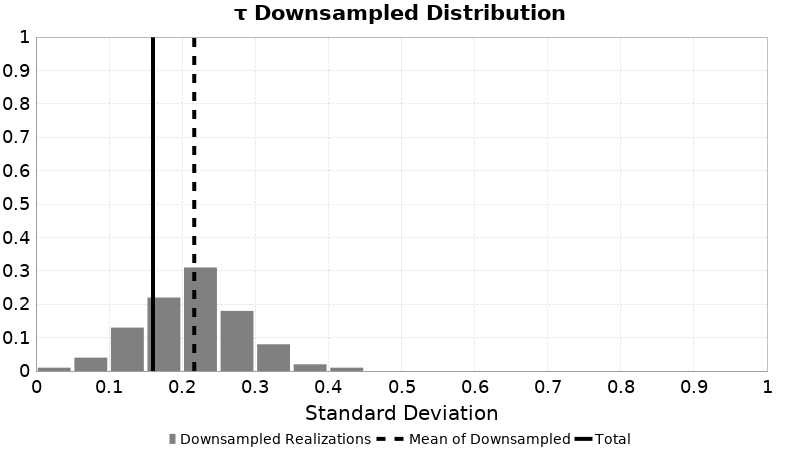 τ Downsampled Distribution
1
0.9
0.8
0.7
0.6
0.5
0.4
0.3
0.2
0.1
0
0 0.1 0.2 0.3 0.4 0.5 0.6 0.7 0.8 0.9 1
Standard Deviation
Downsampled Realizations Mean of Downsampled Total